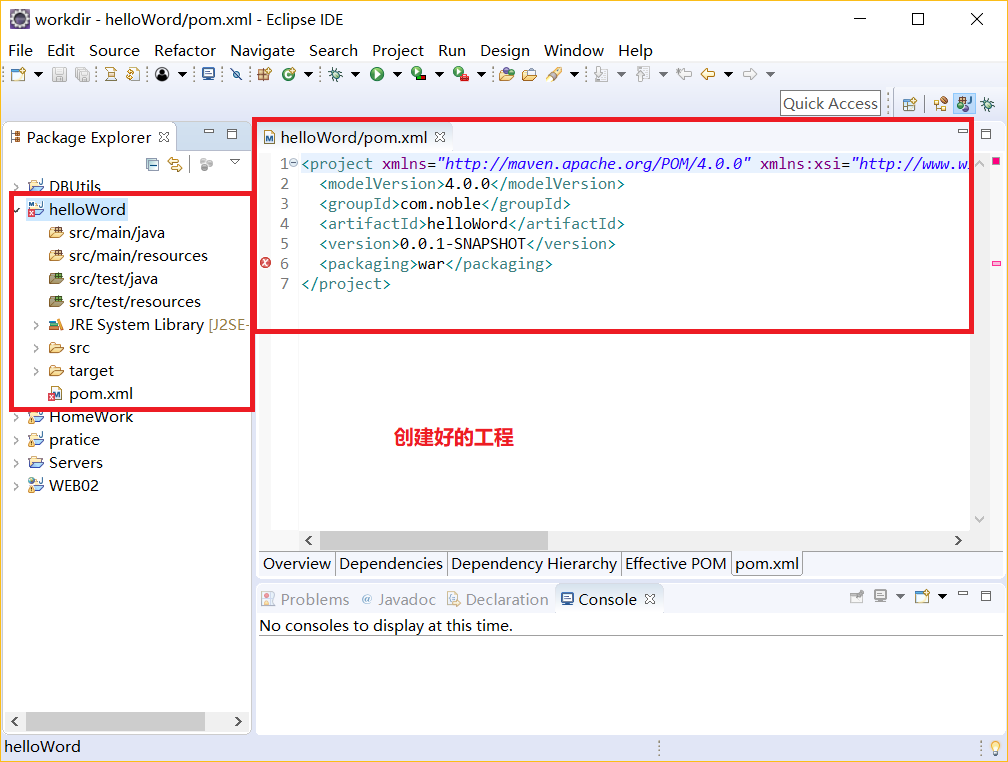 workdir - helloWord/pom.xml - Eclipse IDE
File Edit Source Refactor Navigate Search Project Run Design Window Help
Quick Access
Package Explorer
DBUtils
helloWord
src/main/java
src/main/resources
src/test/java
src/test/resources
JRE System Library [J2SE-
src
target
pom.xml
HomeWork
pratice
Servers
WEB02
helloWord/pom.xml
1 <project xmlns="http://maven.apache.org/POM/4.0.0" xmlns:xsi="http://www.w
2 <modelVersion>4.0.0</modelVersion>
3 <groupId>com.noble</groupId>
4 <artifactId>helloWord</artifactId>
5 <version>0.0.1-SNAPSHOT</version>
6 <packaging>war</packaging>
7 </project>
创建好的工程
Overview Dependencies Dependency Hierarchy Effective POM pom.xml
Problems Javadoc Declaration Console
No consoles to display at this time.
helloWord